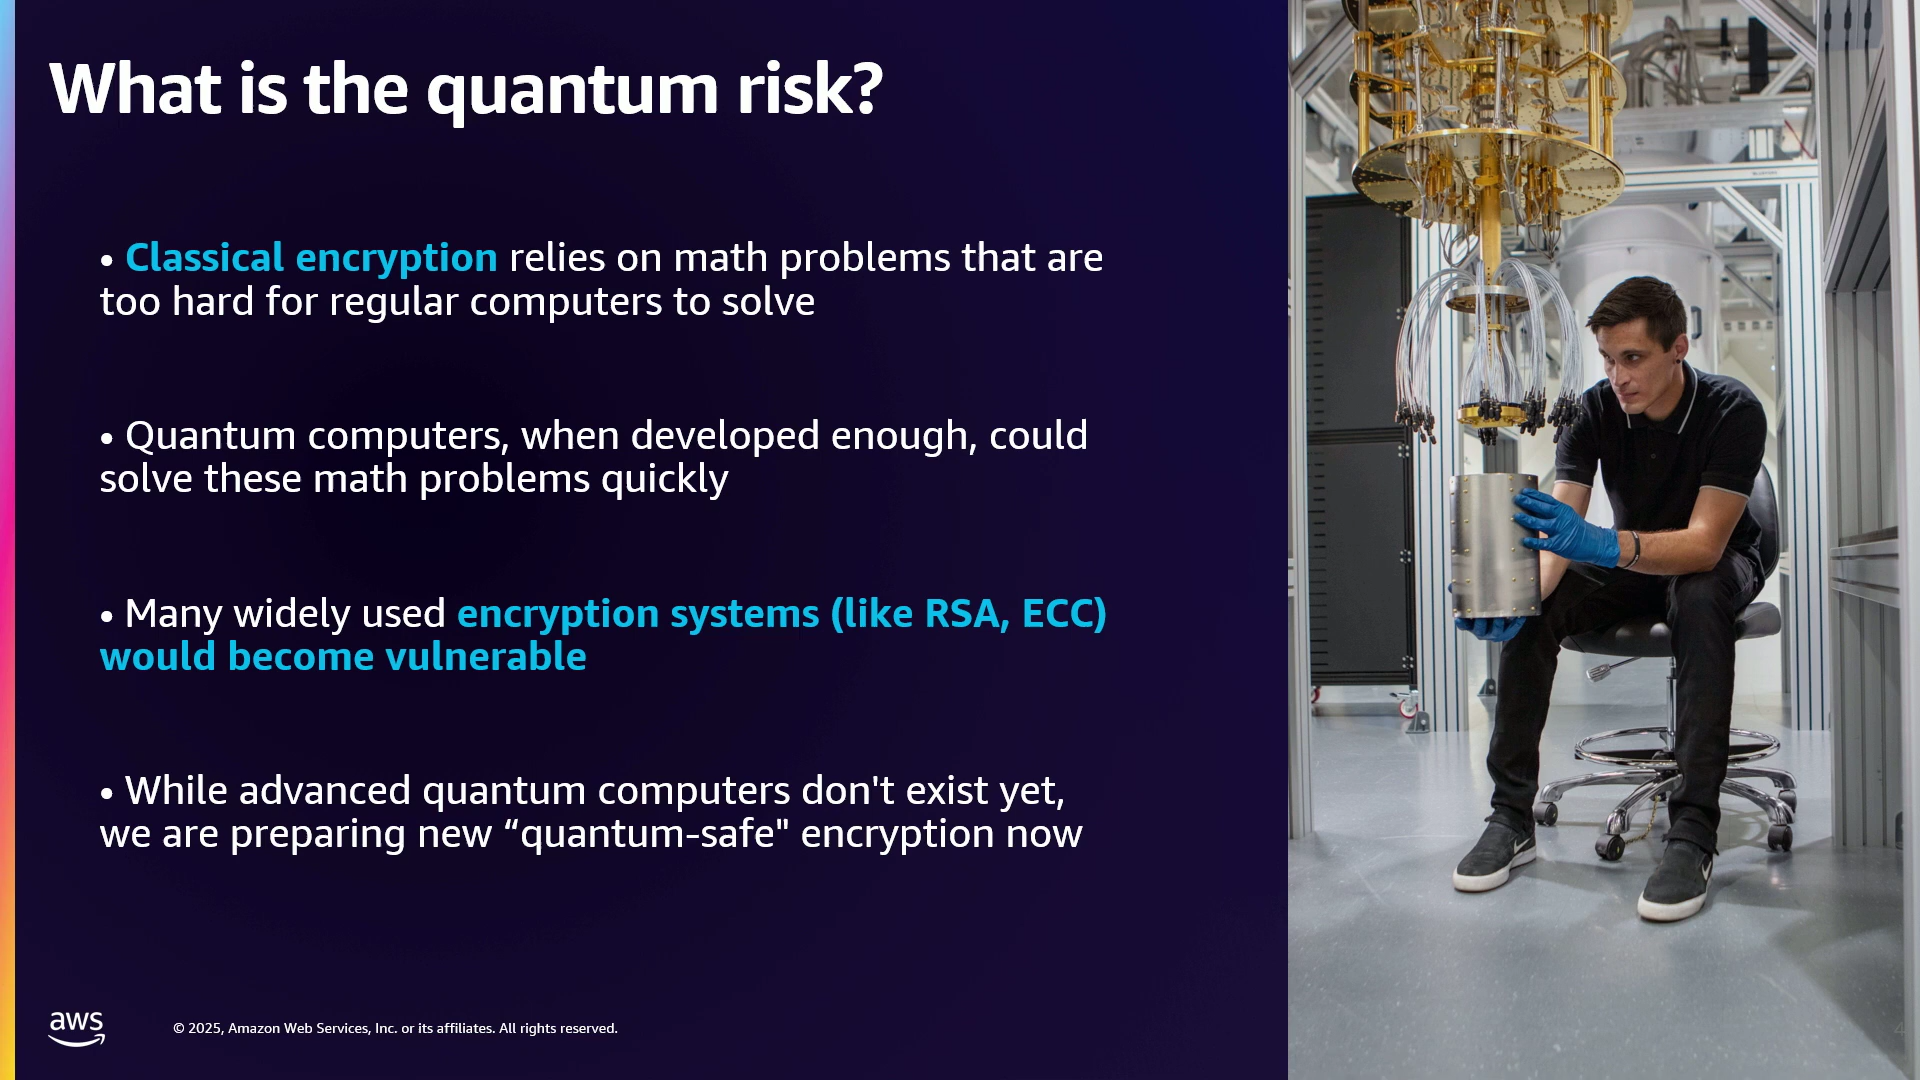 What is the quantum risk?
• Classical encryption relies on math problems that are
too hard for regular computers to solve
• Quantum computers, when developed enough, could
solve these math problems quickly
• Many widely used encryption systems (like RSA, ECC)
would become vulnerable
• While advanced quantum computers don't exist yet,
we are preparing new “quantum-safe" encryption now
aws
© 2025, Amazon Web Services, Inc. or its affiliates. All rights reserved.
4